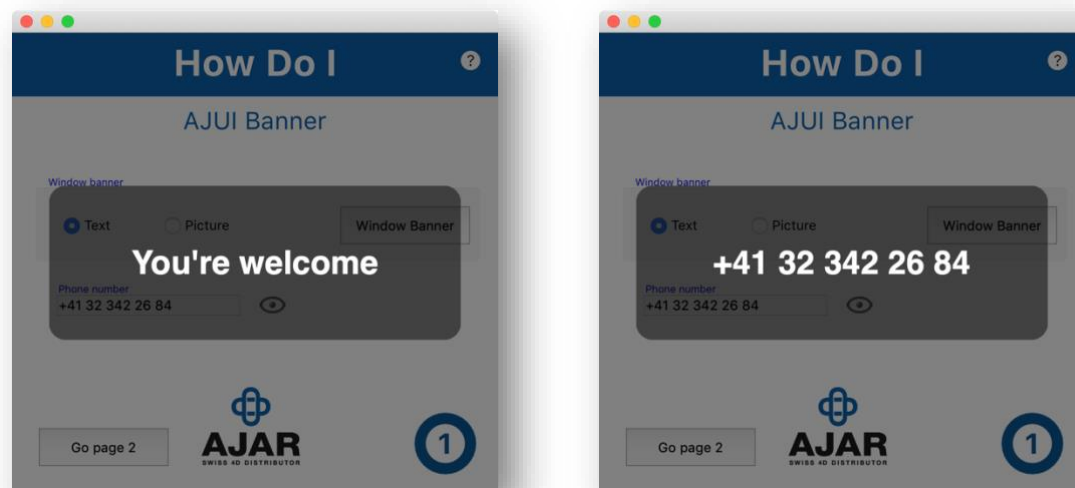 How Do I
?
AJUI Banner
Window banner
Text
Picture
Window Banner
You're welcome
Phone number
+41 32 342 26 84
Go page 2
AJAR
SWISS 4D DISTRIBUTOR
1
How Do I
?
AJUI Banner
Window banner
Text
Picture
Window Banner
+41 32 342 26 84
Phone number
+41 32 342 26 84
Go page 2
AJAR
SWISS 4D DISTRIBUTOR
1